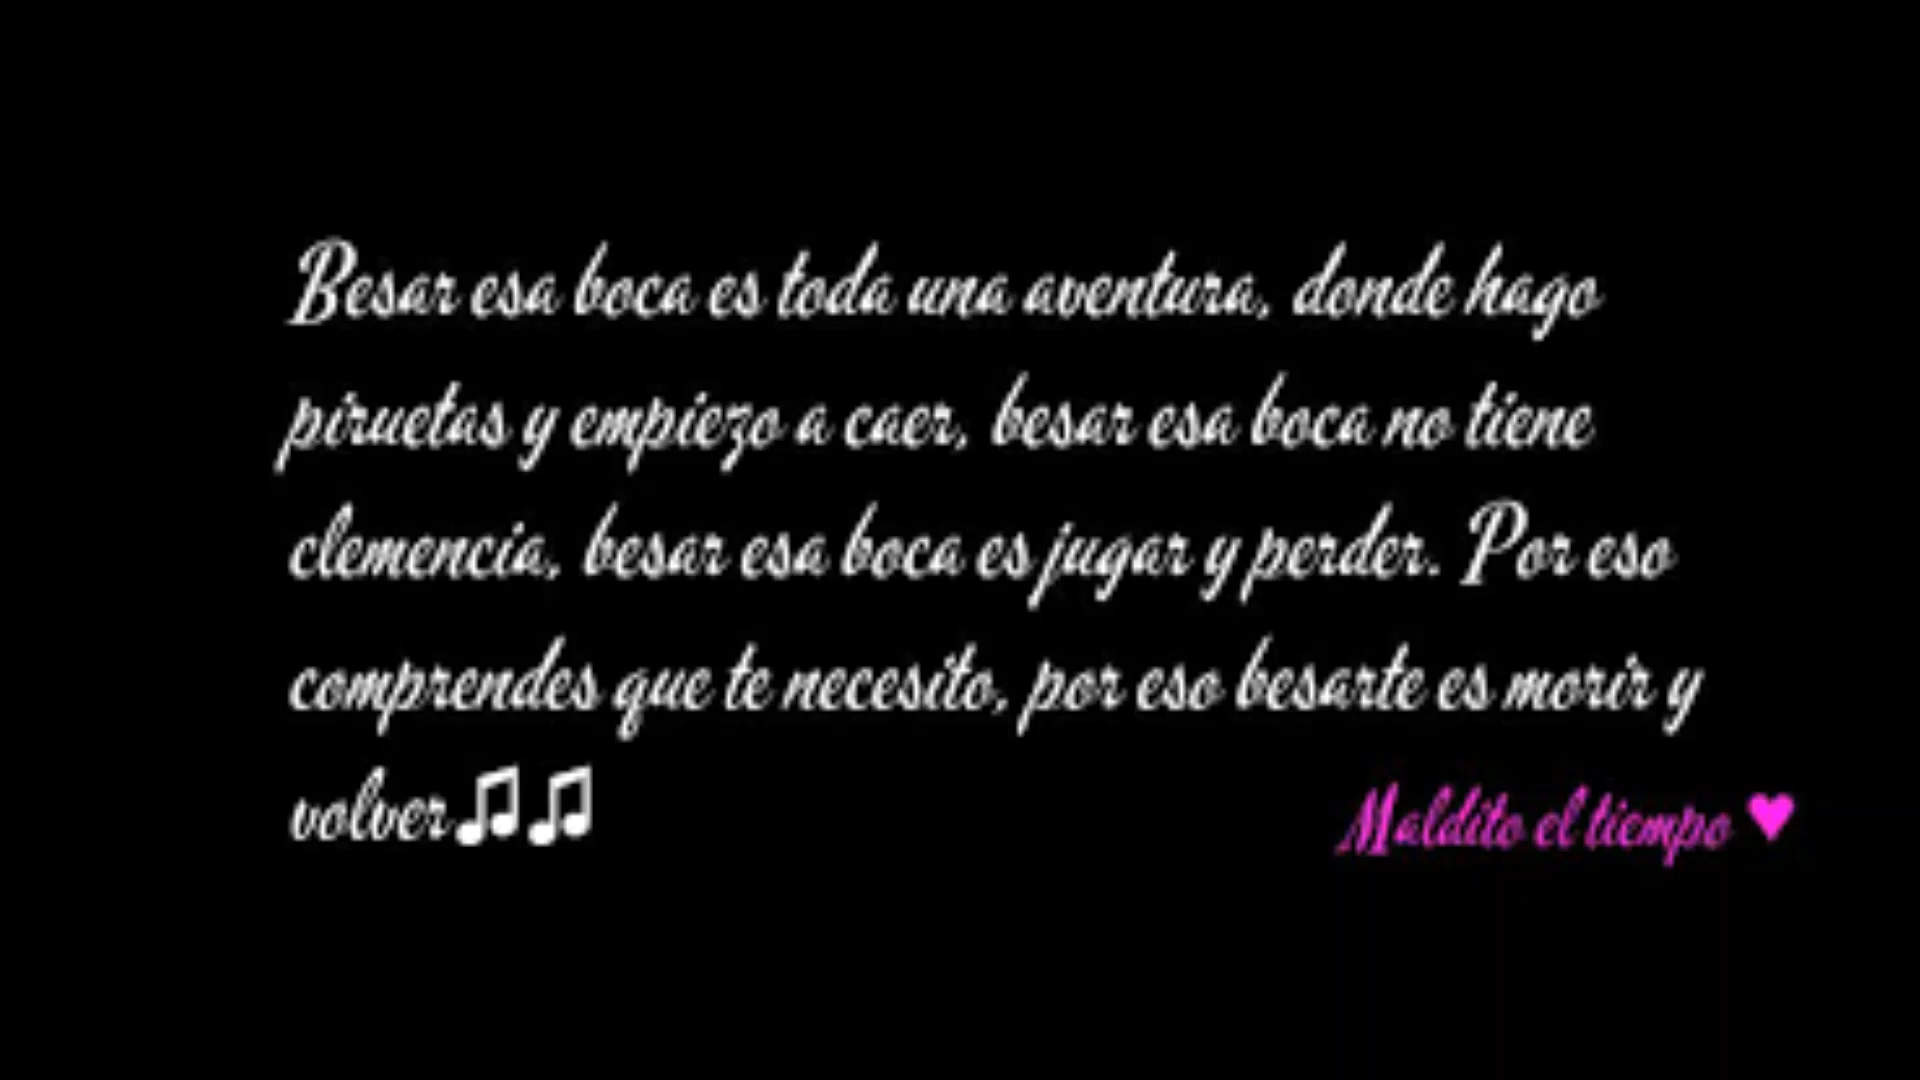 Besar esa boca es toda una aventura, donde hago
piruetas y empiezo a caer, besar esa boca no tiene
clemencia, besar esa boca es jugar y perder. Por eso
comprendes que te necesito, por eso besarte es morir y
volver🎵🎵
Maldito el tiempo ♥